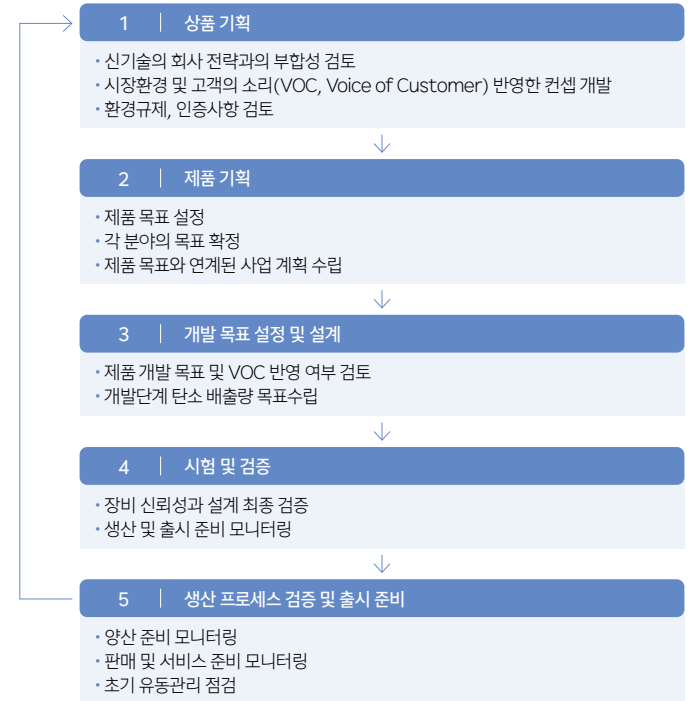 1 | 상품 기획
• 신기술의 회사 전략과의 부합성 검토
• 시장환경 및 고객의 소리(VOC, Voice of Customer) 반영한 컨셉 개발
• 환경규제, 인증사항 검토
2 | 제품 기획
• 제품 목표 설정
• 각 분야의 목표 확정
• 제품 목표와 연계된 사업 계획 수립
3 | 개발 목표 설정 및 설계
• 제품 개발 목표 및 VOC 반영 여부 검토
• 개발단계 탄소 배출량 목표수립
4 | 시험 및 검증
• 장비 신뢰성과 설계 최종 검증
• 생산 및 출시 준비 모니터링
5 | 생산 프로세스 검증 및 출시 준비
• 양산 준비 모니터링
• 판매 및 서비스 준비 모니터링
• 초기 유동관리 점검